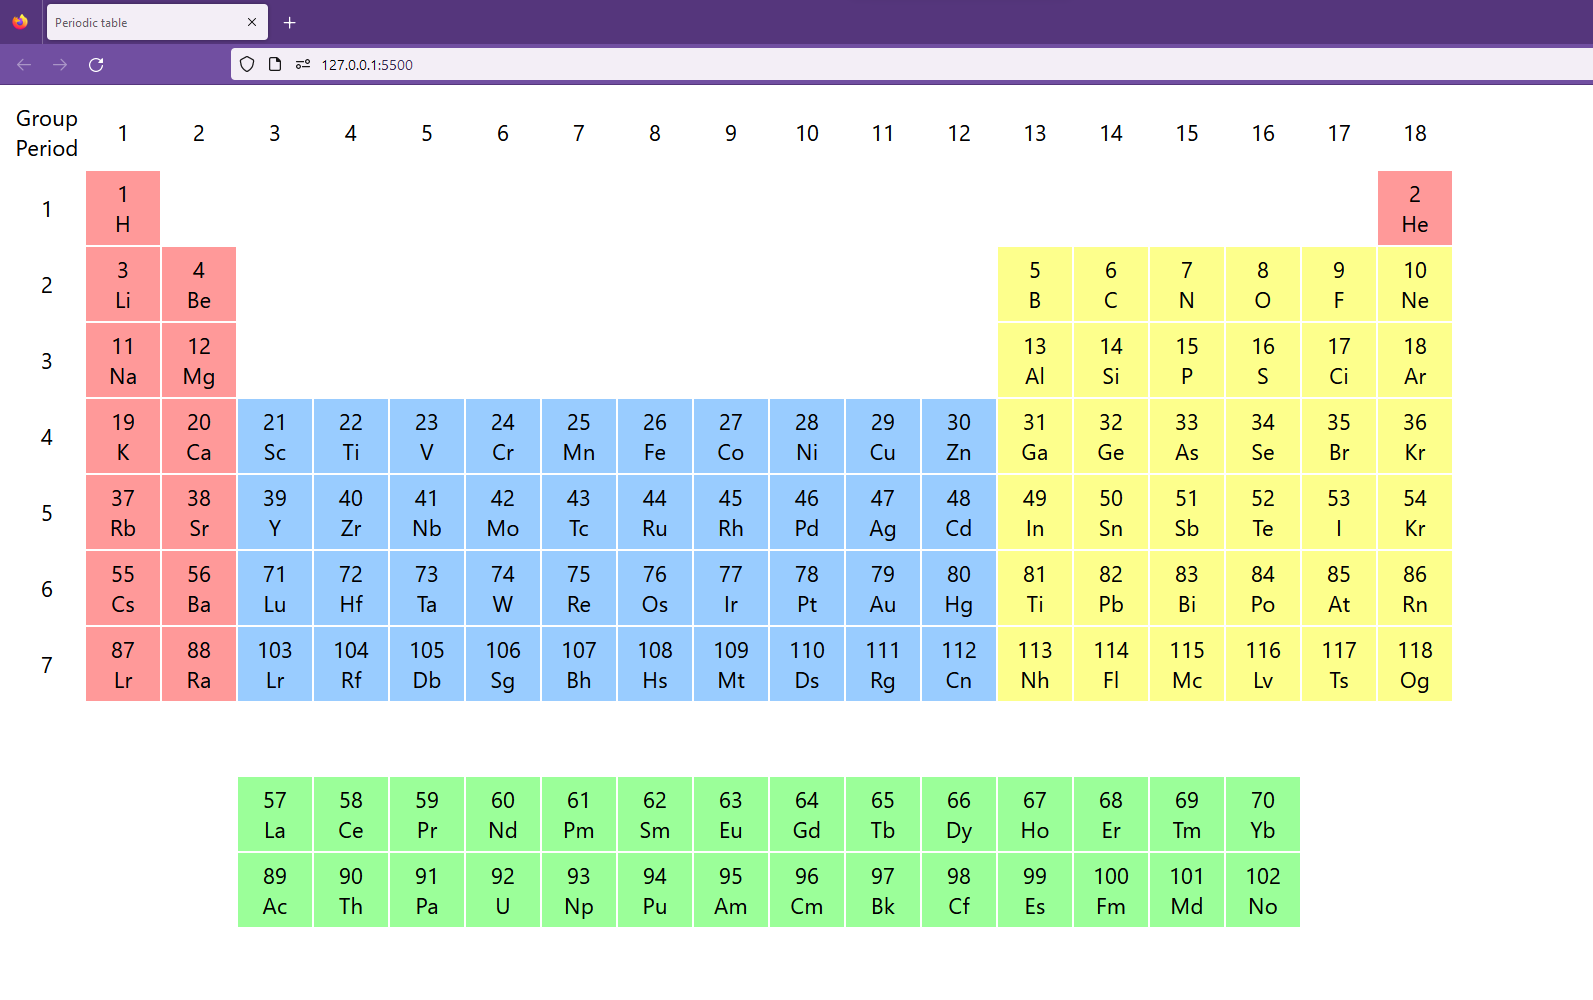 Periodic table
127.0.0.1:5500
Group
Period
1 2 3 4 5 6 7 8 9 10 11 12 13 14 15 16 17 18
1
1 2
H He
2
3 4 5 6 7 8 9 10
Li Be B C N O F Ne
3
11 12 13 14 15 16 17 18
Na Mg Al Si P S Ci Ar
4
19 20 21 22 23 24 25 26 27 28 29 30 31 32 33 34 35 36
K Ca Sc Ti V Cr Mn Fe Co Ni Cu Zn Ga Ge As Se Br Kr
5
37 38 39 40 41 42 43 44 45 46 47 48 49 50 51 52 53 54
Rb Sr Y Zr Nb Mo Tc Ru Rh Pd Ag Cd In Sn Sb Te I Kr
6
55 56 71 72 73 74 75 76 77 78 79 80 81 82 83 84 85 86
Cs Ba Lu Hf Ta W Re Os Ir Pt Au Hg Ti Pb Bi Po At Rn
7
87 88 103 104 105 106 107 108 109 110 111 112 113 114 115 116 117 118
Lr Ra Lr Rf Db Sg Bh Hs Mt Ds Rg Cn Nh Fl Mc Lv Ts Og
57 58 59 60 61 62 63 64 65 66 67 68 69 70
La Ce Pr Nd Pm Sm Eu Gd Tb Dy Ho Er Tm Yb
89 90 91 92 93 94 95 96 97 98 99 100 101 102
Ac Th Pa U Np Pu Am Cm Bk Cf Es Fm Md No